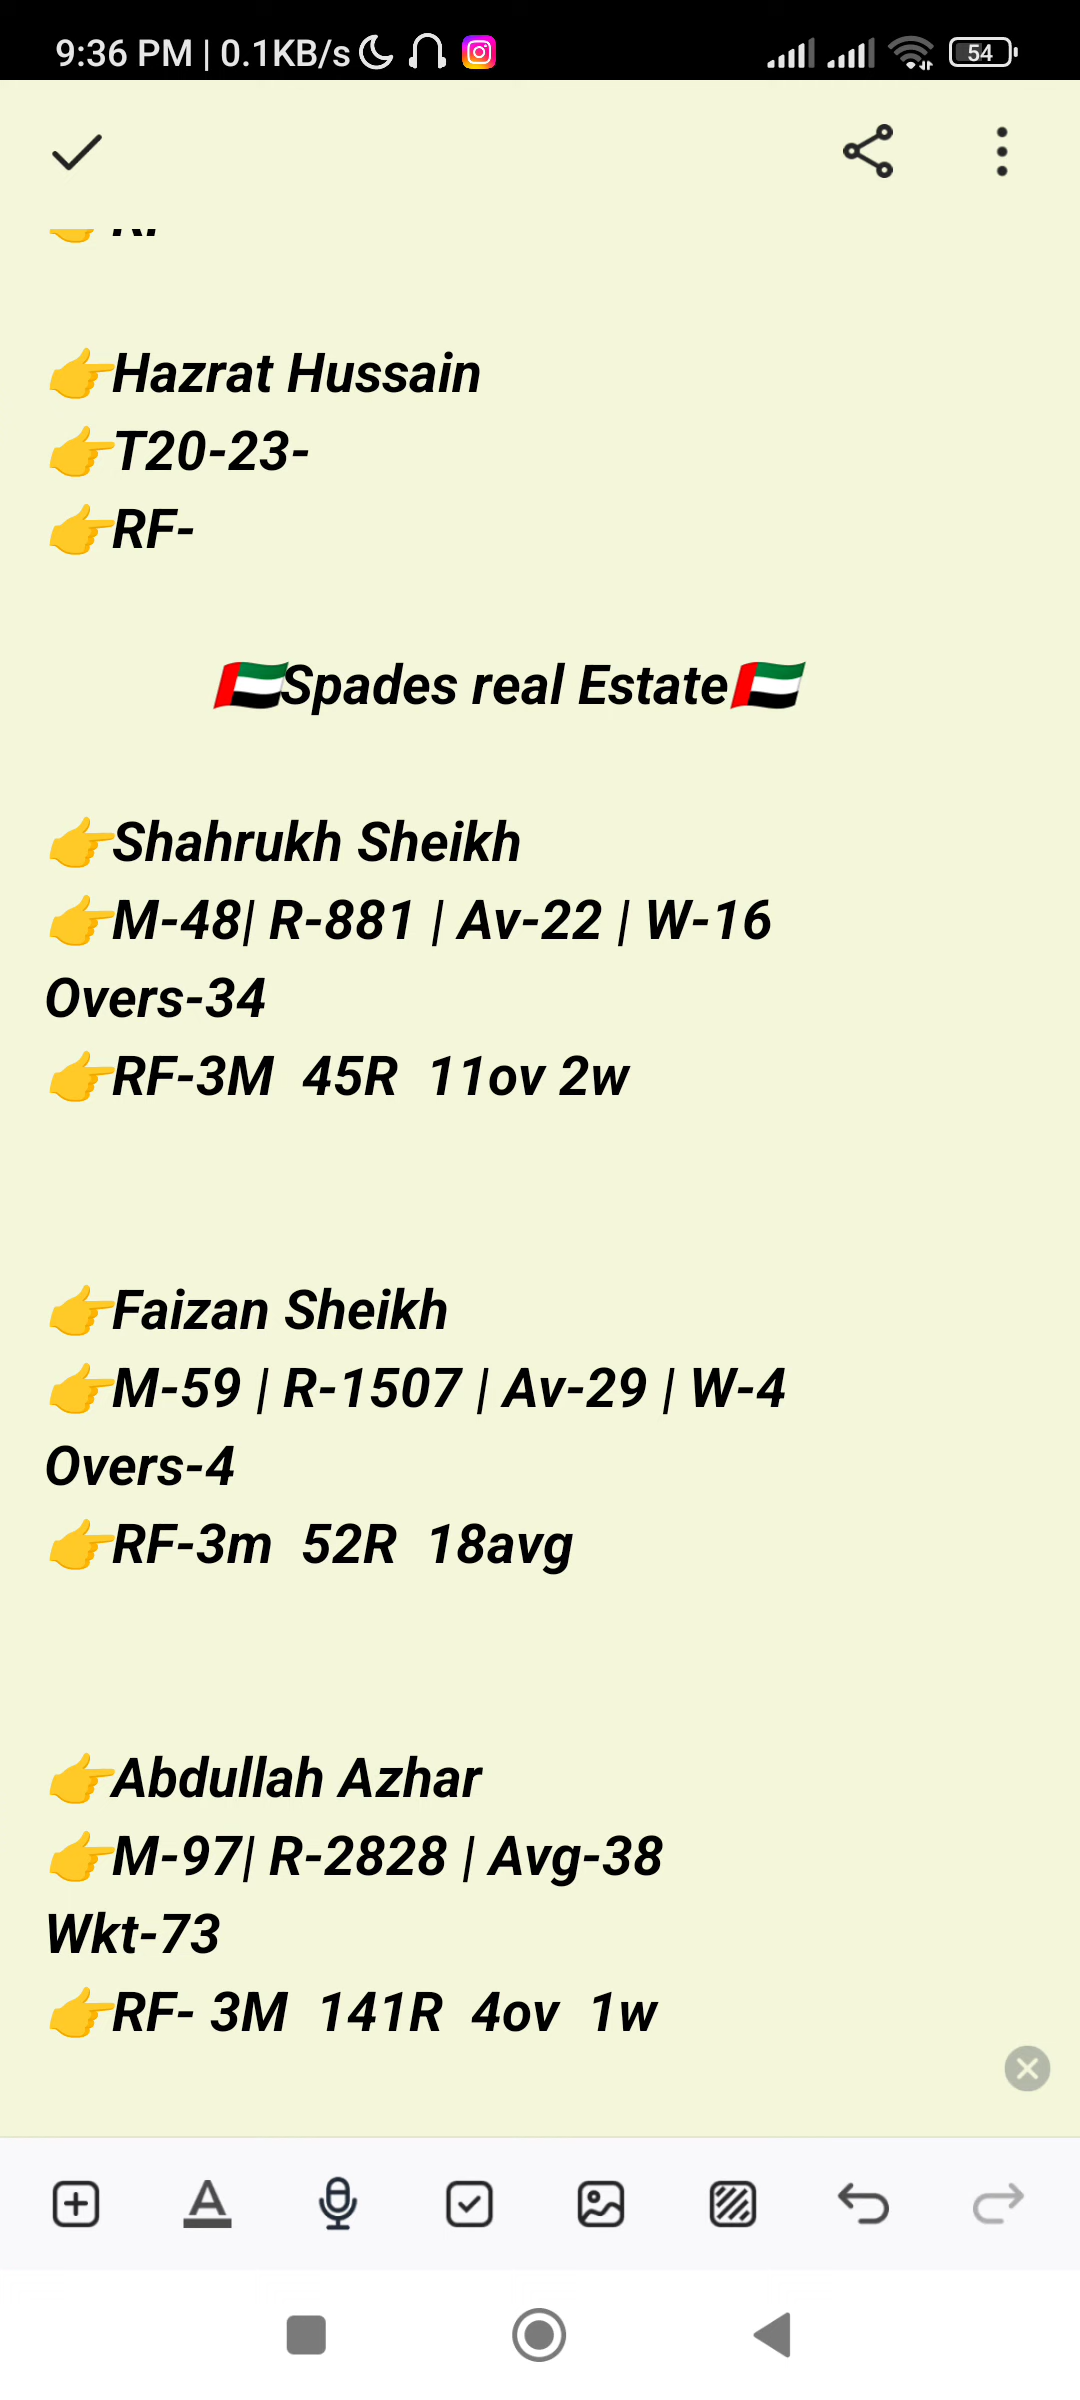 9:36 PM | 0.1KB/s 54
👉Hazrat Hussain
👉T20-23-
👉RF-
🇦🇪Spades real Estate🇦🇪
👉Shahrukh Sheikh
👉M-48| R-881 | Av-22 | W-16
Overs-34
👉RF-3M  45R  11ov 2w
👉Faizan Sheikh
👉M-59 | R-1507 | Av-29 | W-4
Overs-4
👉RF-3m  52R  18avg
👉Abdullah Azhar
👉M-97| R-2828 | Avg-38
Wkt-73
👉RF- 3M  141R  4ov  1w
A